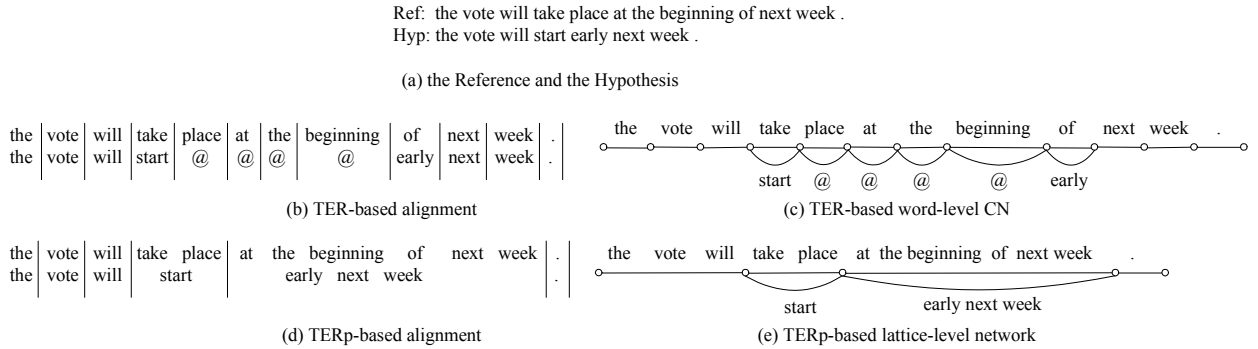 Ref: the vote will take place at the beginning of next week .
Hyp: the vote will start early next week .
(a) the Reference and the Hypothesis
the vote will take place at the beginning of next week .
the vote will start @ @ @ @ early next week .
(b) TER-based alignment
the vote will take place at the beginning of next week .
start @ @ @ @ early
(c) TER-based word-level CN
the vote will take place at the beginning of next week .
the vote will start early next week .
(d) TERp-based alignment
the vote will take place at the beginning of next week .
start early next week
(e) TERp-based lattice-level network